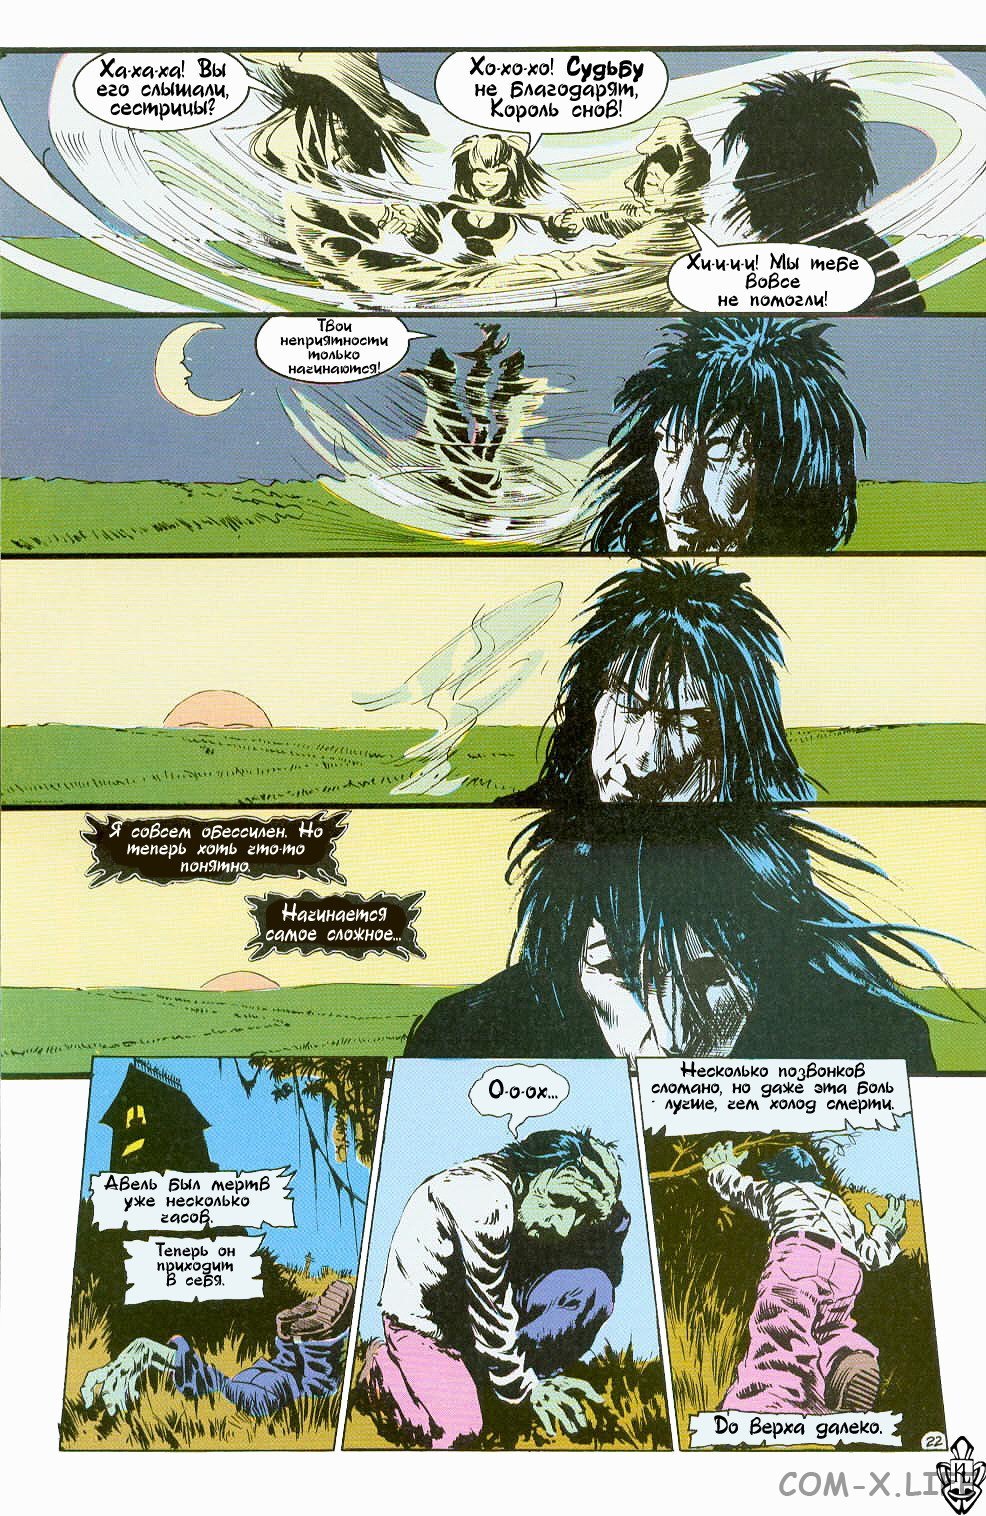 Ха-ха-ха! Вы
его слышали,
сестрицы?
Хо-хо-хо! Судьбу
не благодарят,
Король снов!
Хи-и-и-и! Мы тебе
вовсе
не помогли!
Твои
неприятности
только
начинаются!
Я совсем обессилен. Но
теперь хоть что-то
понятно.
Начинается
самое сложное...
Авель был мертв
уже несколько
часов.
Теперь он
приходит
в себя.
О-о-ох...
Несколько позвонков
сломано, но даже эта боль
лучше, чем холод смерти.
До верха далеко.
22